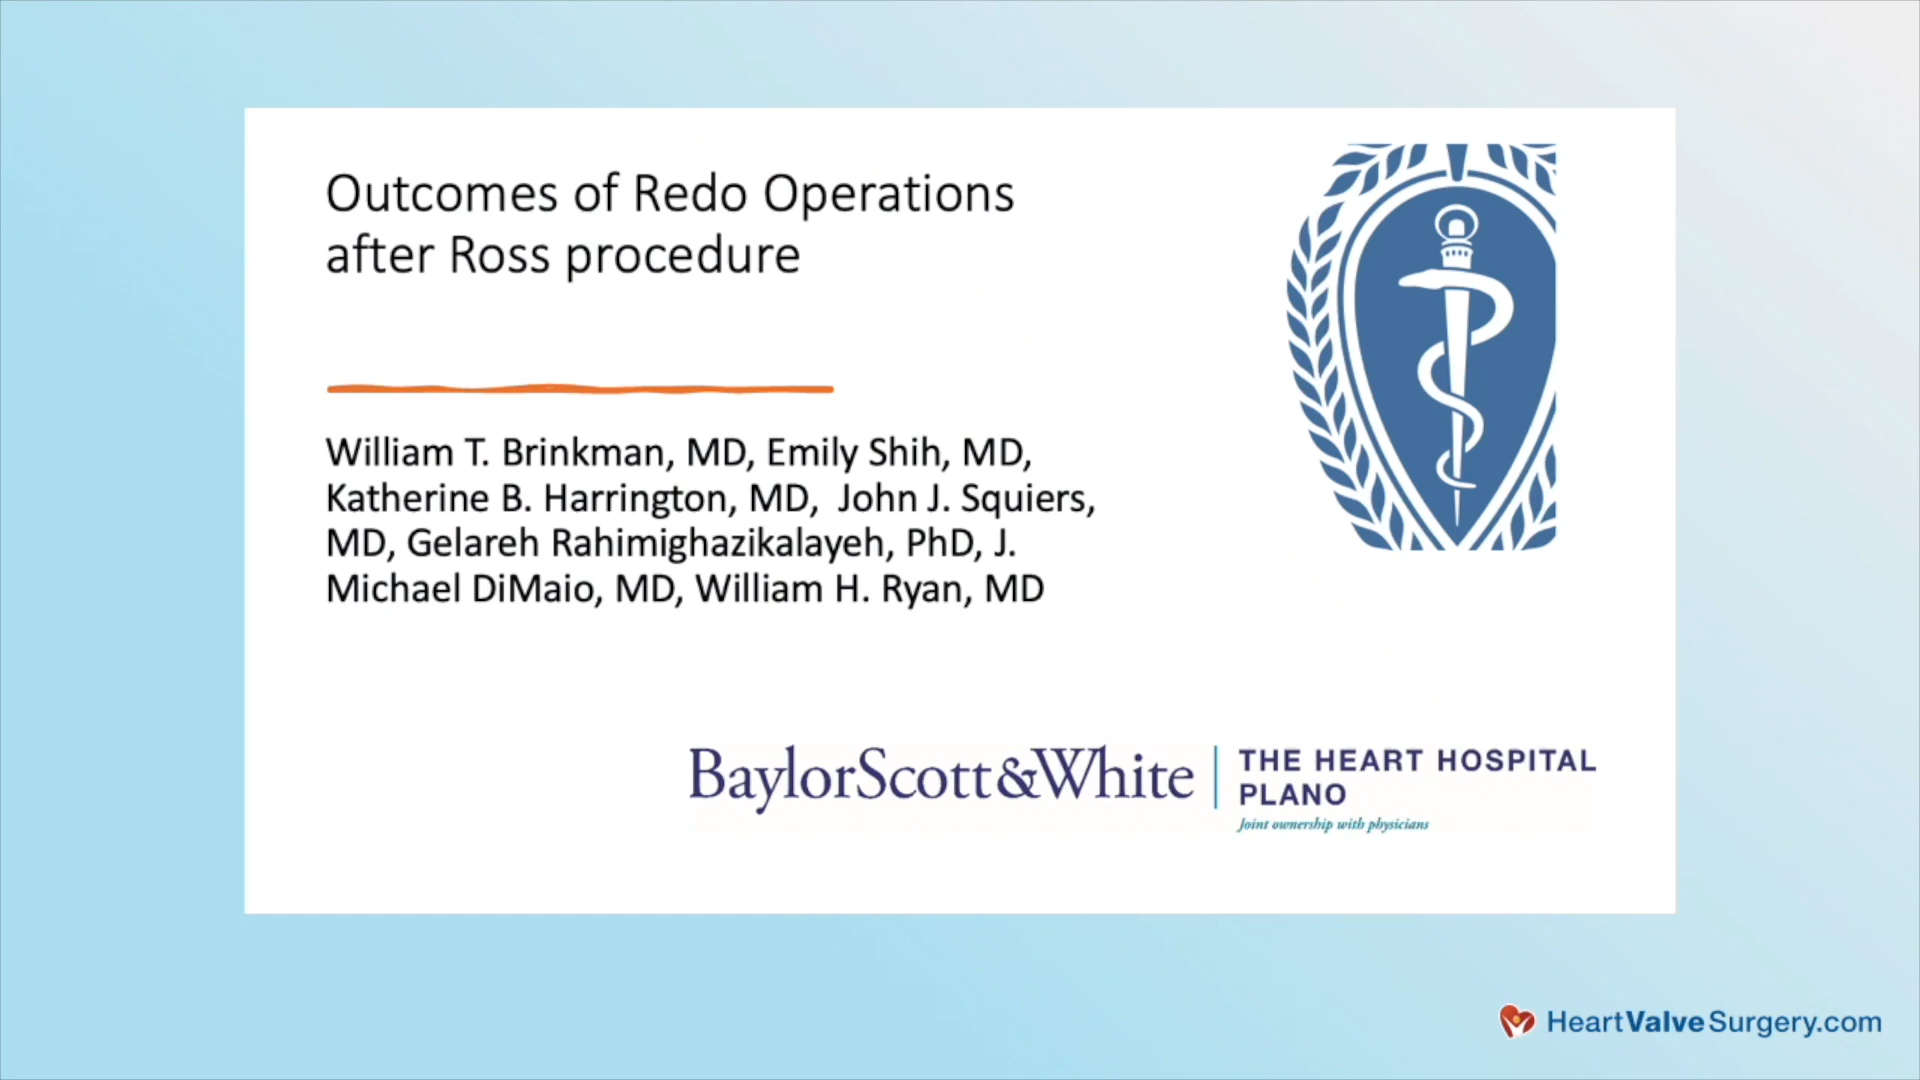 Outcomes of Redo Operations
after Ross procedure
William T. Brinkman, MD, Emily Shih, MD,
Katherine B. Harrington, MD,  John J. Squiers,
MD, Gelareh Rahimighazikalayeh, PhD, J.
Michael DiMaio, MD, William H. Ryan, MD
BaylorScott&White
THE HEART HOSPITAL
PLANO
Joint ownership with physicians
HeartValveSurgery.com